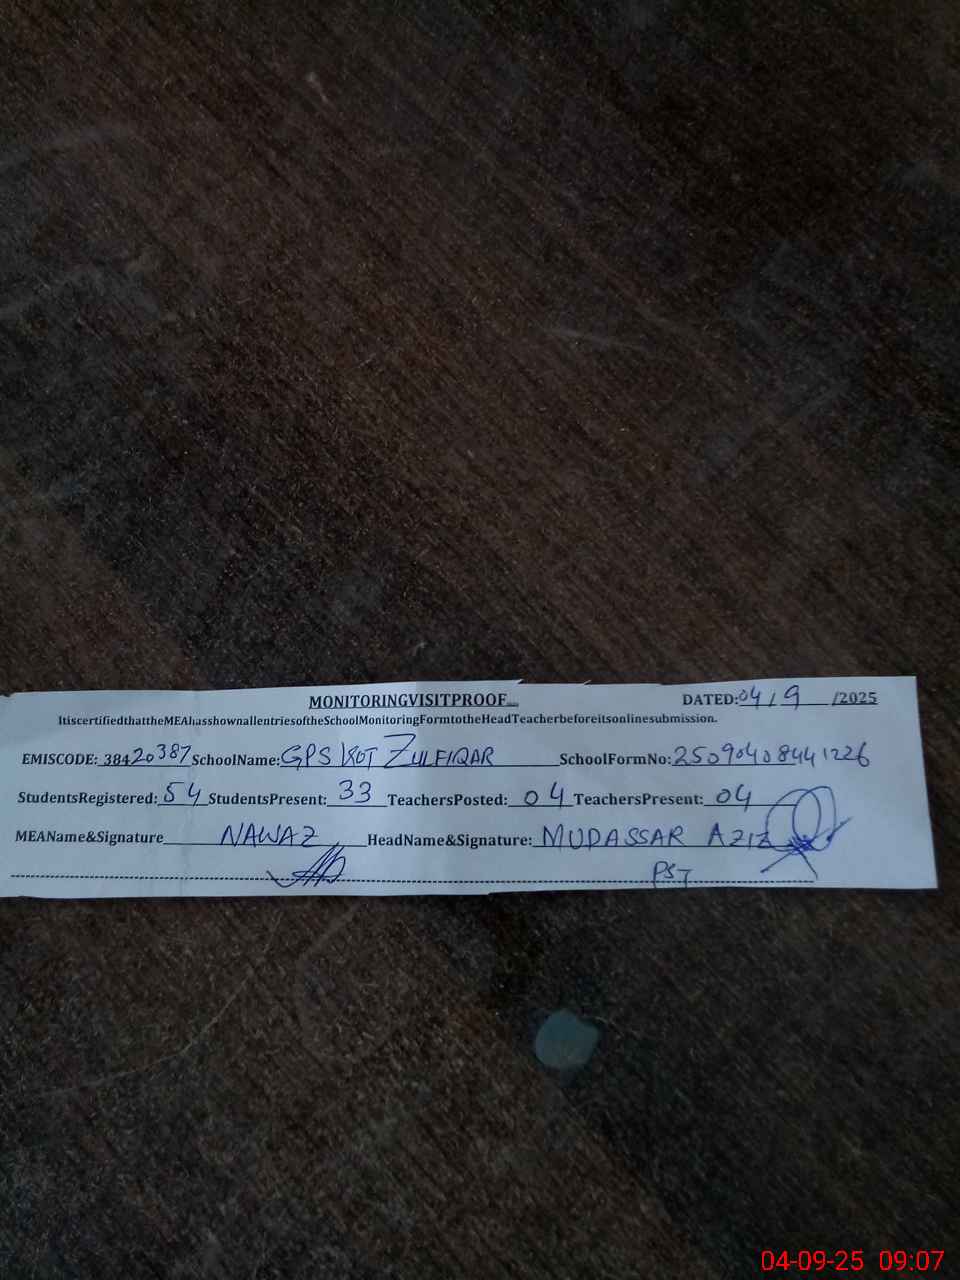 MONITORINGVISITPROOF
DATED: 04/9/2025
ItiscertifiedthattheMEAhasshownallentriesoftheSchoolMonitoringFormtotheHeadTeacherbeforeitsonlinesubmission.
EMISCODE: 38420387 SchoolName: GPS KOT ZULFIQAR SchoolFormNo: 25090408441226
StudentsRegistered: 54 StudentsPresent: 33 TeachersPosted: 04 TeachersPresent: 04
MEAName&Signature NAWAZ HeadName&Signature: MUDASSAR AZIZ
PST
04-09-25 09:07